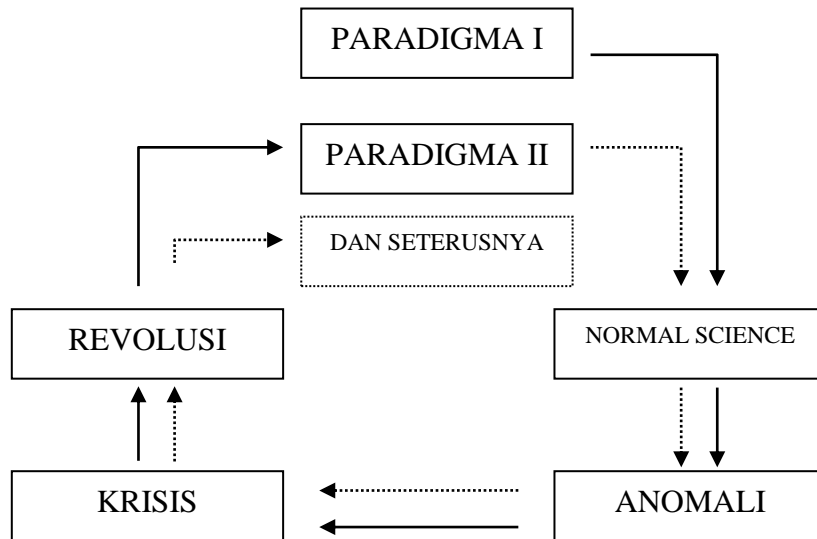 PARADIGMA I
PARADIGMA II
DAN SETERUSNYA
REVOLUSI
NORMAL SCIENCE
KRISIS
ANOMALI